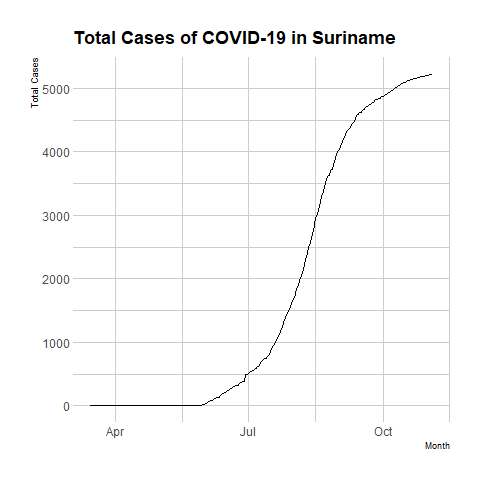 Total Cases of COVID-19 in Suriname
Total Cases
5000
4000
3000
2000
1000
0
Apr Jul Oct
Month